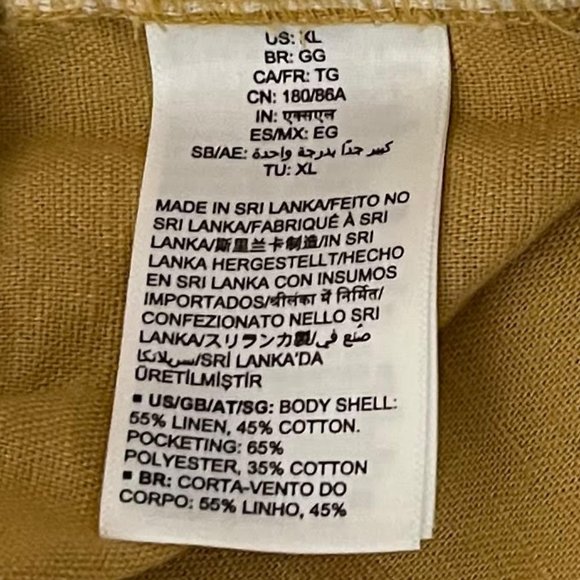 US: XL
BR: GG
CA/FR: TG
CN: 180/86A
IN: एक्सएल
ES/MX: EG
SB/AE: كبير جدًا بدرجة واحدة
TU: XL
MADE IN SRI LANKA/FEITO NO
SRI LANKA/FABRIQUÉ À SRI
LANKA/斯里兰卡制造/IN SRI
LANKA HERGESTELLT/HECHO
EN SRI LANKA CON INSUMOS
IMPORTADOS/श्रीलंका में निर्मित/
CONFEZIONATO NELLO SRI
LANKA/スリランカ製/صُنع في
سريلانكا/SRİ LANKA'DA
ÜRETİLMİŞTİR
▪ US/GB/AT/SG: BODY SHELL:
55% LINEN, 45% COTTON.
POCKETING: 65%
POLYESTER, 35% COTTON
▪ BR: CORTA-VENTO DO
CORPO: 55% LINHO, 45%